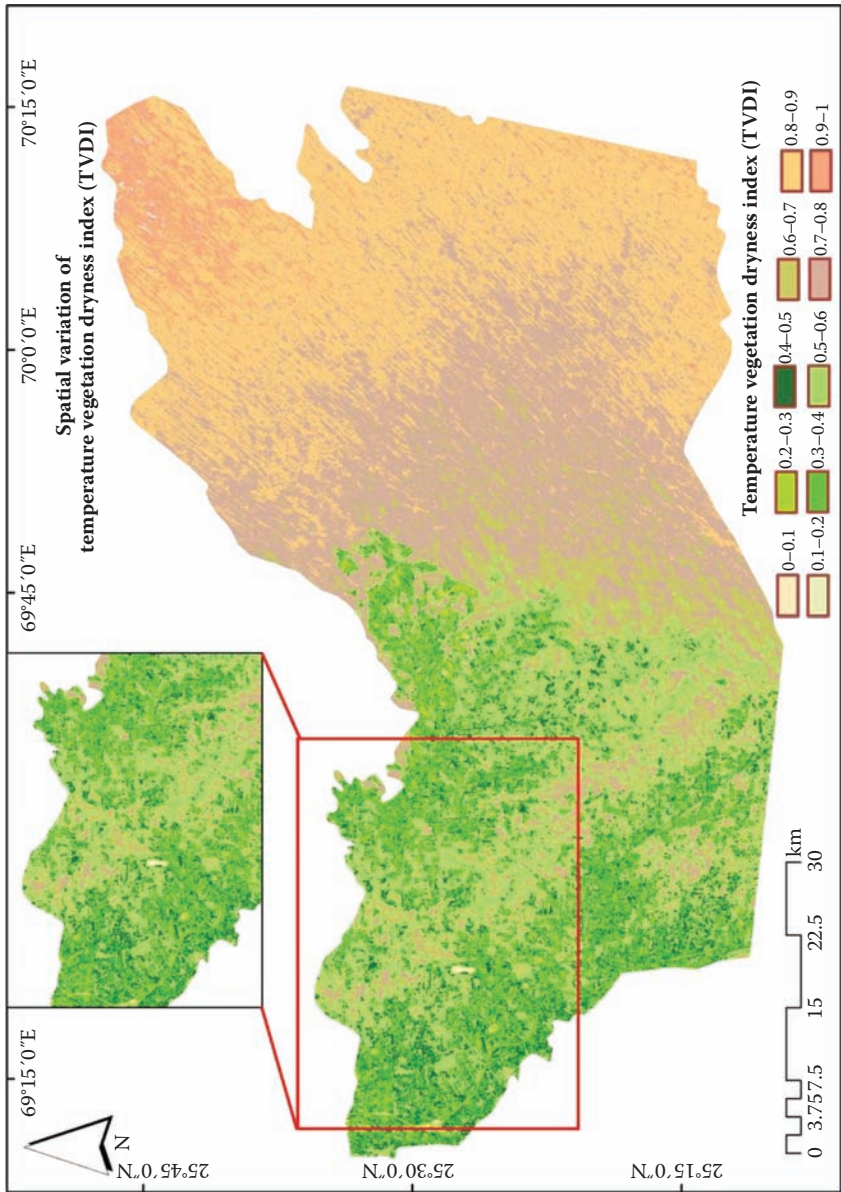 Spatial variation of
temperature vegetation dryness index (TVDI)
69°15´0˝E
69°45´0˝E
70°0´0˝E
70°15´0˝E
25°45´0˝N
25°30´0˝N
25°15´0˝N
N
0 3.757.5 15 22.5 30
km
Temperature vegetation dryness index (TVDI)
0–0.1 0.2–0.3 0.4–0.5 0.6–0.7 0.8–0.9
0.1–0.2 0.3–0.4 0.5–0.6 0.7–0.8 0.9–1